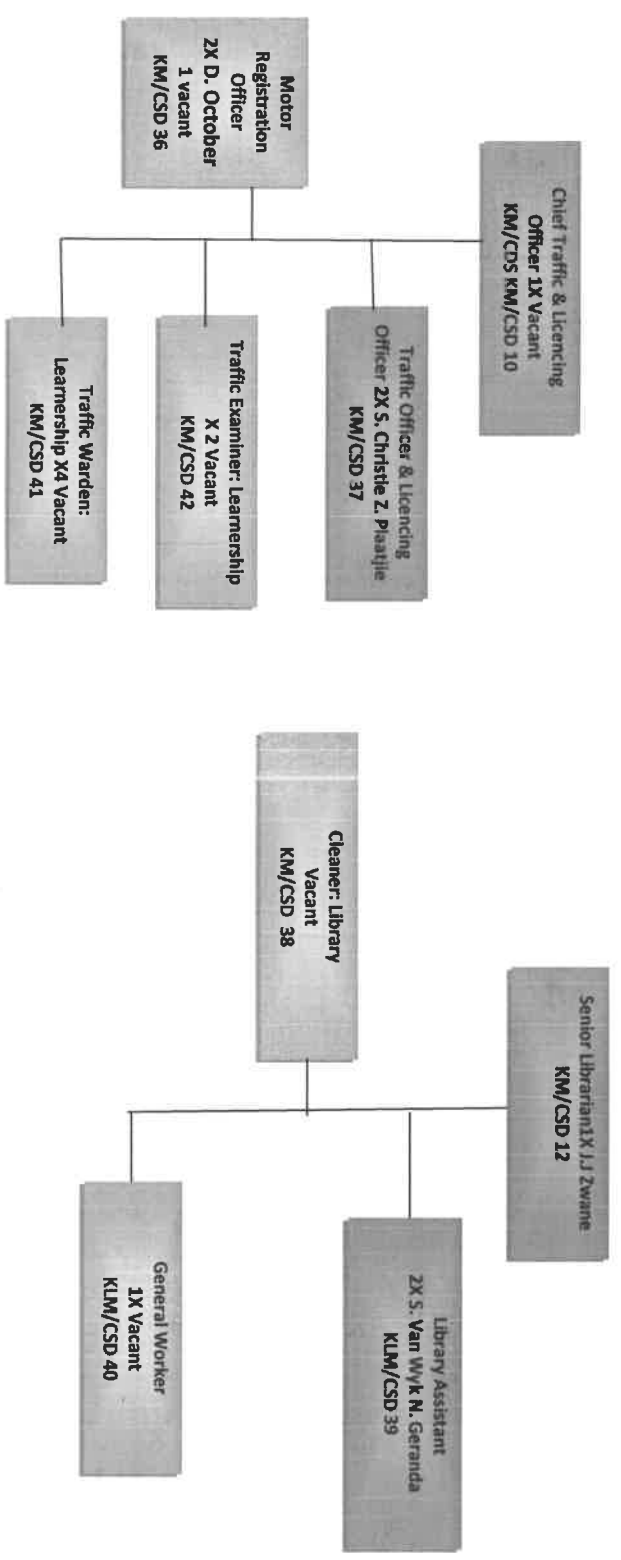 Chief Traffic & Licencing
Officer 1X Vacant
KM/CDS KM/CSD 10
Traffic Officer & Licencing
Officer 2X S. Christie Z. Plaatjie
KM/CSD 37
Motor
Registration
Officer
2X D. October
1 vacant
KM/CSD 36
Traffic Examiner: Learnership
X 2 Vacant
KM/CSD 42
Traffic Warden:
Learnership X4 Vacant
KM/CSD 41
Senior Librarian1X J.J Zwane
KM/CSD 12
Library Assistant
2X S. Van Wyk N. Geranda
KLM/CSD 39
Cleaner: Library
Vacant
KM/CSD 38
General Worker
1X Vacant
KLM/CSD 40